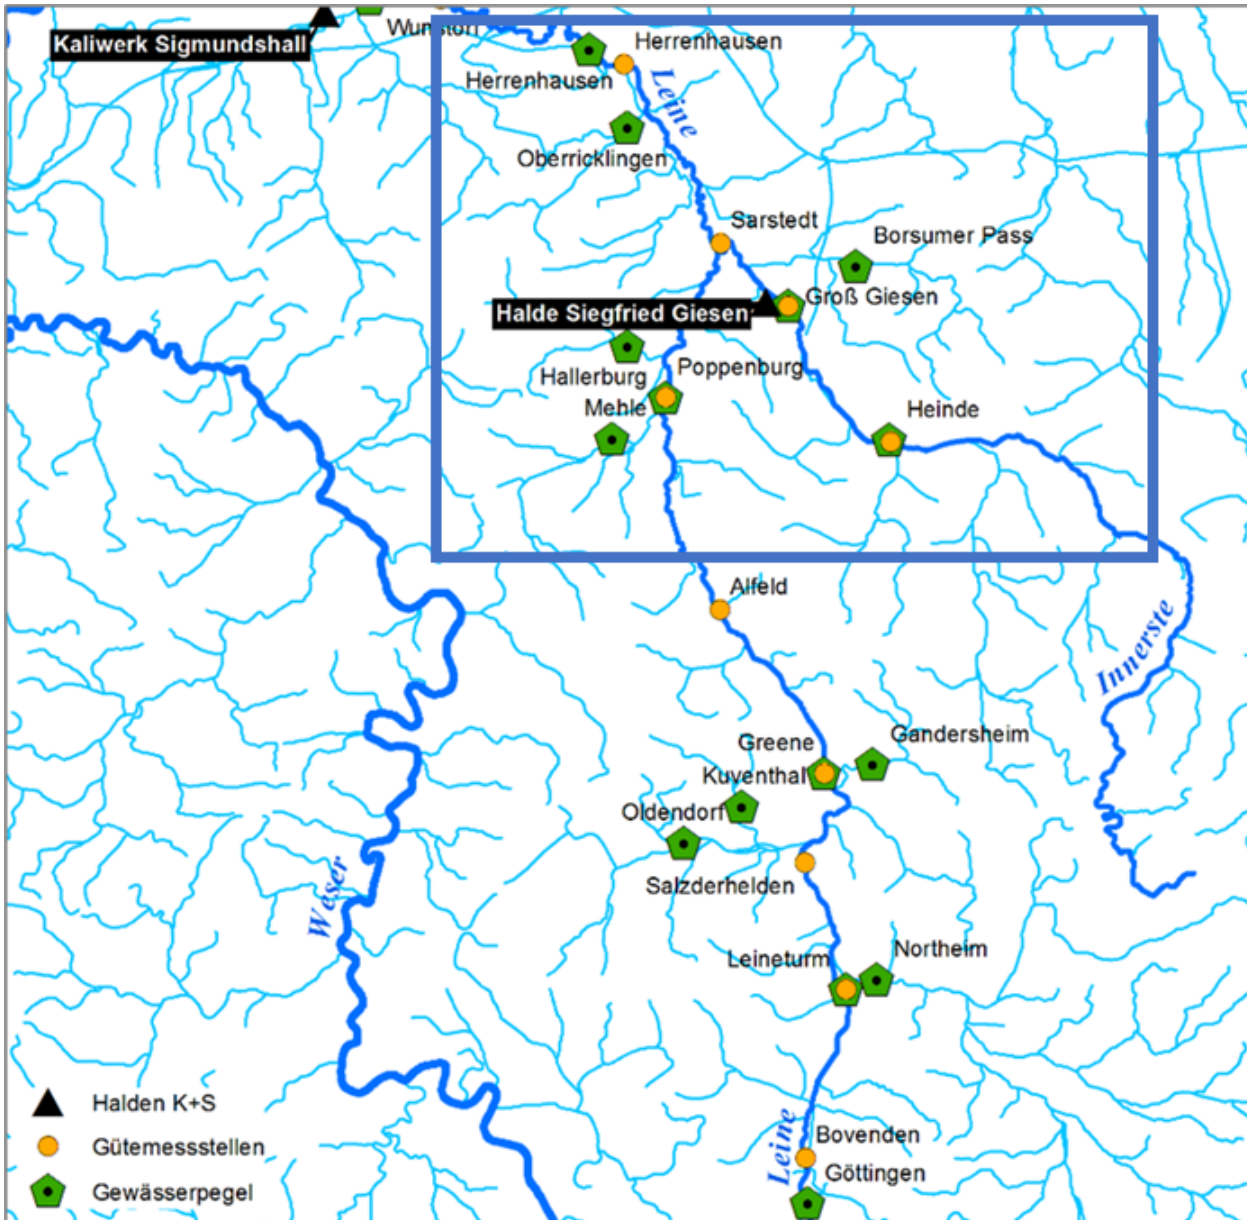 Wunstorf
Kaliwerk Sigmundshall
Herrenhausen
Herrenhausen
Leine
Oberricklingen
Sarstedt
Borsumer Pass
Groß Giesen
Halde Siegfried Giesen
Poppenburg
Hallerburg
Mehle
Heinde
Alfeld
Innerste
Greene
Gandersheim
Kuventhal
Oldendorf
Salzderhelden
Weser
Leineturm
Northeim
Halden K+S
Gütemessstellen
Gewässerpegel
Leine
Bovenden
Göttingen